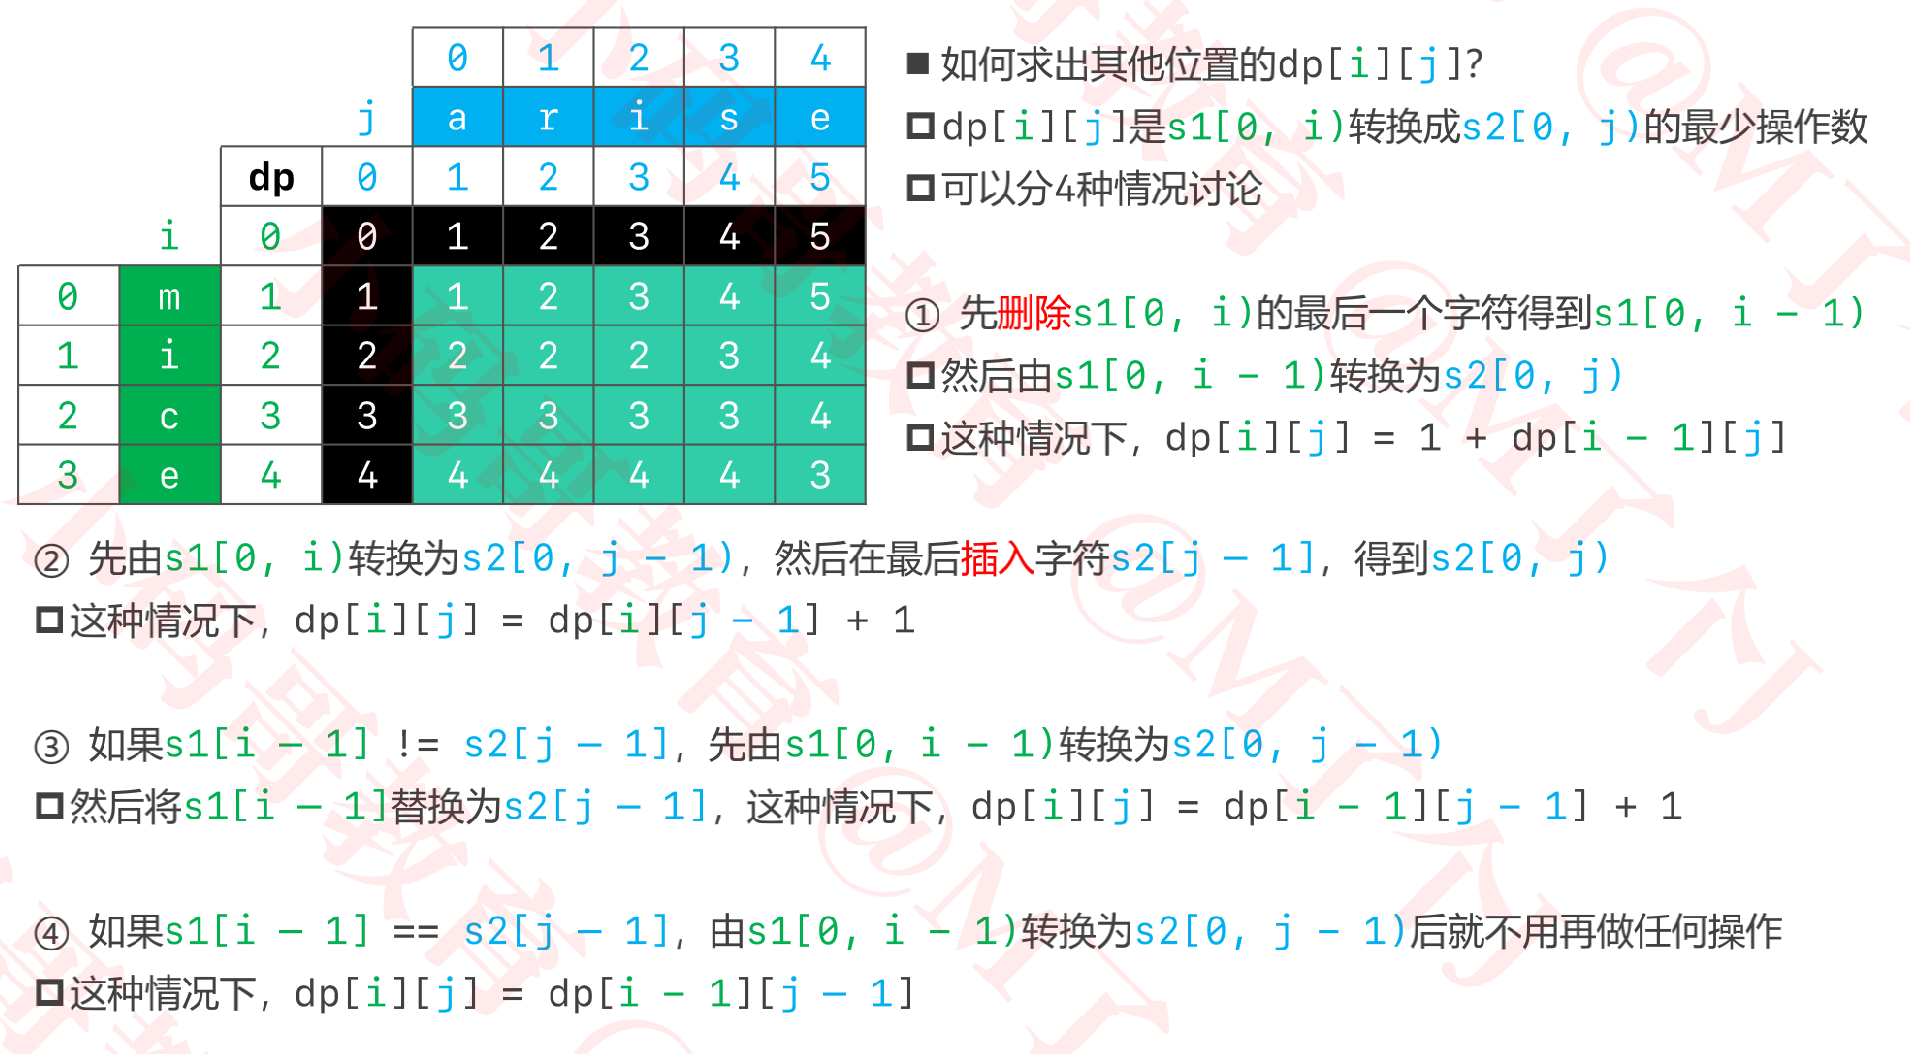 0 1 2 3 4
j a r i s e
dp 0 1 2 3 4 5
i 0 0 1 2 3 4 5
0 m 1 1 1 2 3 4 5
1 i 2 2 2 2 2 3 4
2 c 3 3 3 3 3 3 4
3 e 4 4 4 4 4 4 3
■ 如何求出其他位置的dp[i][j]?
dp[i][j]是s1[0, i)转换成s2[0, j)的最少操作数
可以分4种情况讨论
① 先删除s1[0, i)的最后一个字符得到s1[0, i - 1)
然后由s1[0, i - 1)转换为s2[0, j)
这种情况下，dp[i][j] = 1 + dp[i - 1][j]
② 先由s1[0, i)转换为s2[0, j - 1)，然后在最后插入字符s2[j - 1]，得到s2[0, j)
这种情况下，dp[i][j] = dp[i][j - 1] + 1
③ 如果s1[i - 1] != s2[j - 1]，先由s1[0, i - 1)转换为s2[0, j - 1)
然后将s1[i - 1]替换为s2[j - 1]，这种情况下，dp[i][j] = dp[i - 1][j - 1] + 1
④ 如果s1[i - 1] == s2[j - 1]，由s1[0, i - 1)转换为s2[0, j - 1)后就不用再做任何操作
这种情况下，dp[i][j] = dp[i - 1][j - 1]
小码哥教育 @M了个J